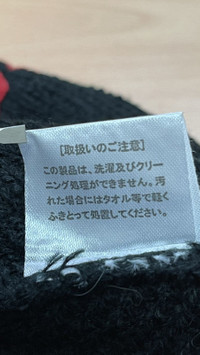 [取扱いのご注意]
この製品は、洗濯及びクリー
ニング処理ができません。汚
れた場合にはタオル等で軽く
ふきとって処置してください。